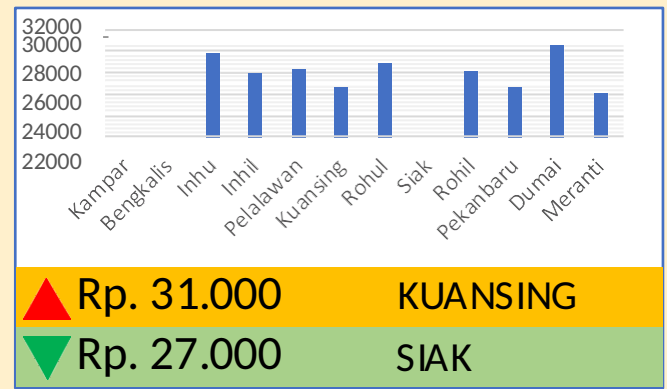 32000
30000
28000
26000
24000
22000
Kampar
Bengkalis
Inhu
Inhil
Pelalawan
Kuansing
Rohul
Siak
Rohil
Pekanbaru
Dumai
Meranti
Rp. 31.000 KUANSING
Rp. 27.000 SIAK